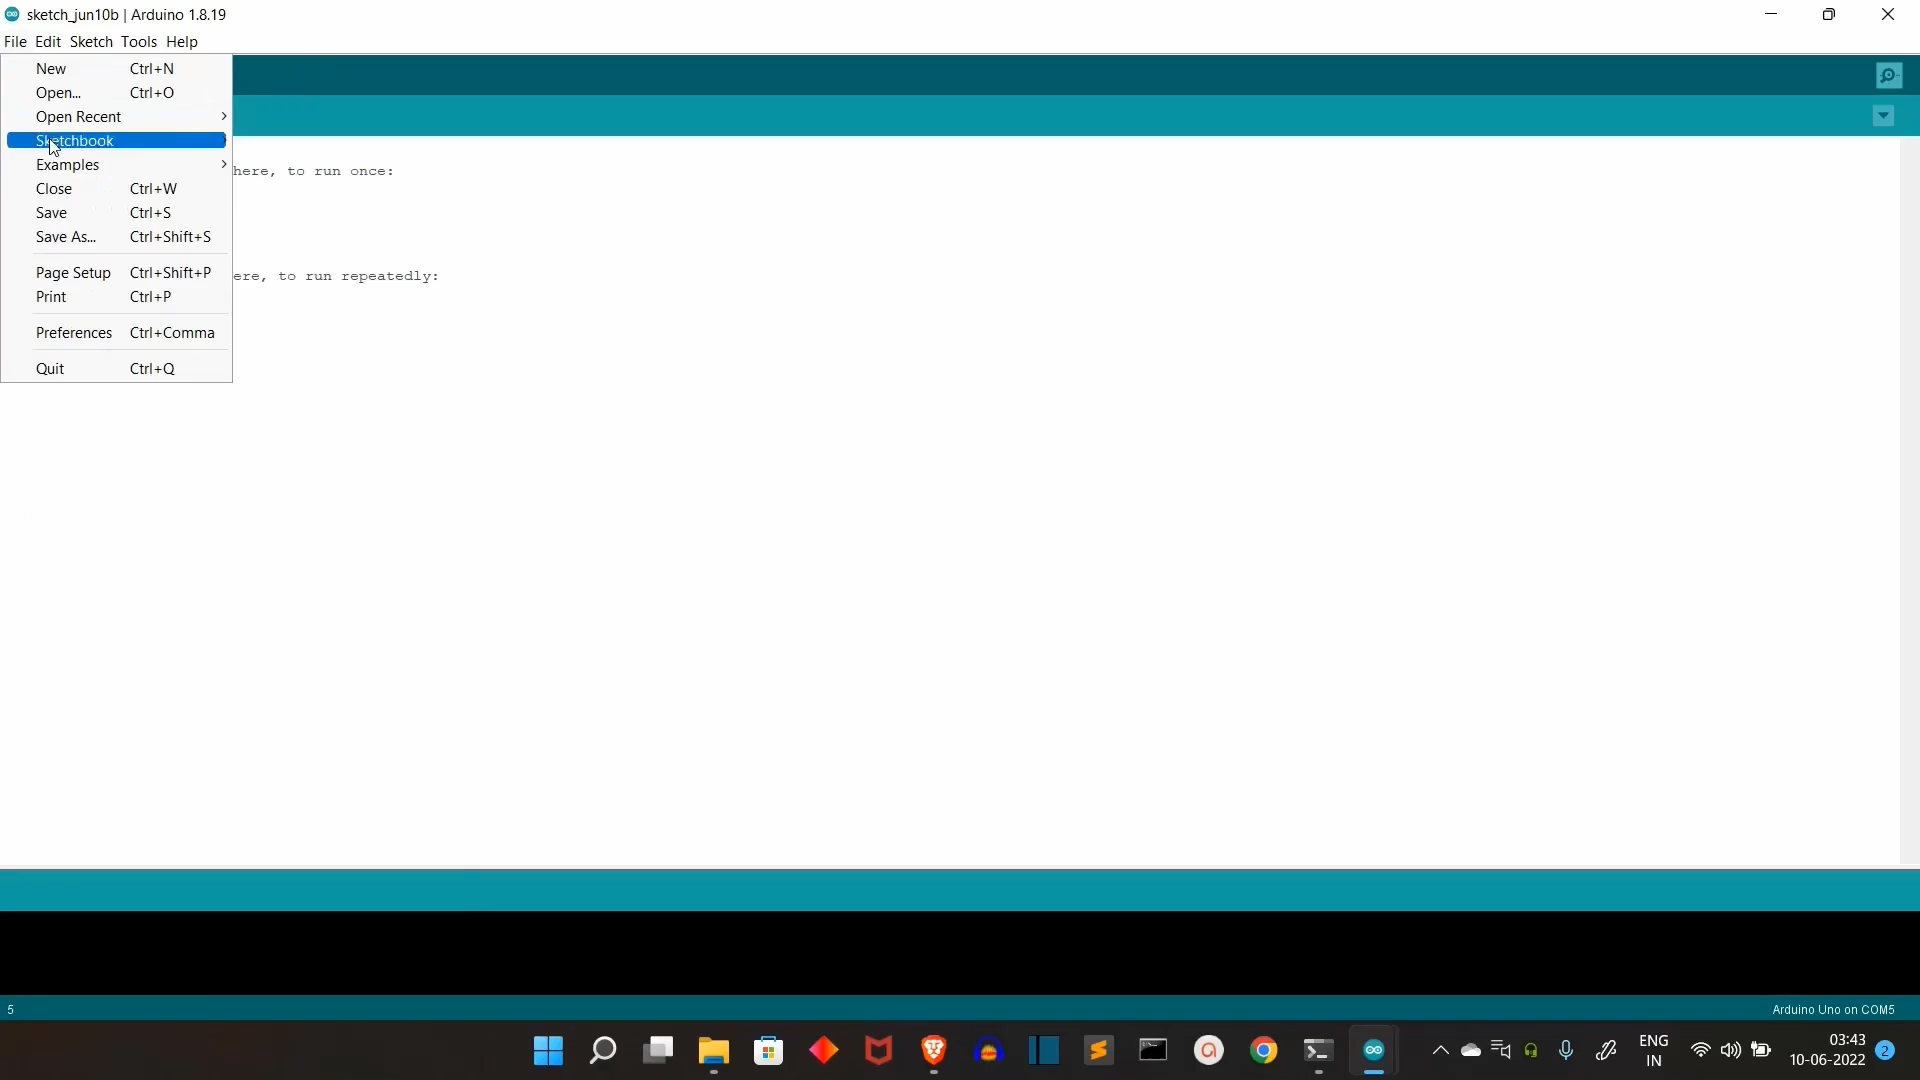 sketch_jun10b | Arduino 1.8.19
File Edit Sketch Tools Help
New Ctrl+N
Open... Ctrl+O
Open Recent
Sketchbook
Examples
Close Ctrl+W
Save Ctrl+S
Save As... Ctrl+Shift+S
Page Setup Ctrl+Shift+P
Print Ctrl+P
Preferences Ctrl+Comma
Quit Ctrl+Q
here, to run once:
ere, to run repeatedly:
5
Arduino Uno on COM5
ENG
IN
03:43
10-06-2022
2